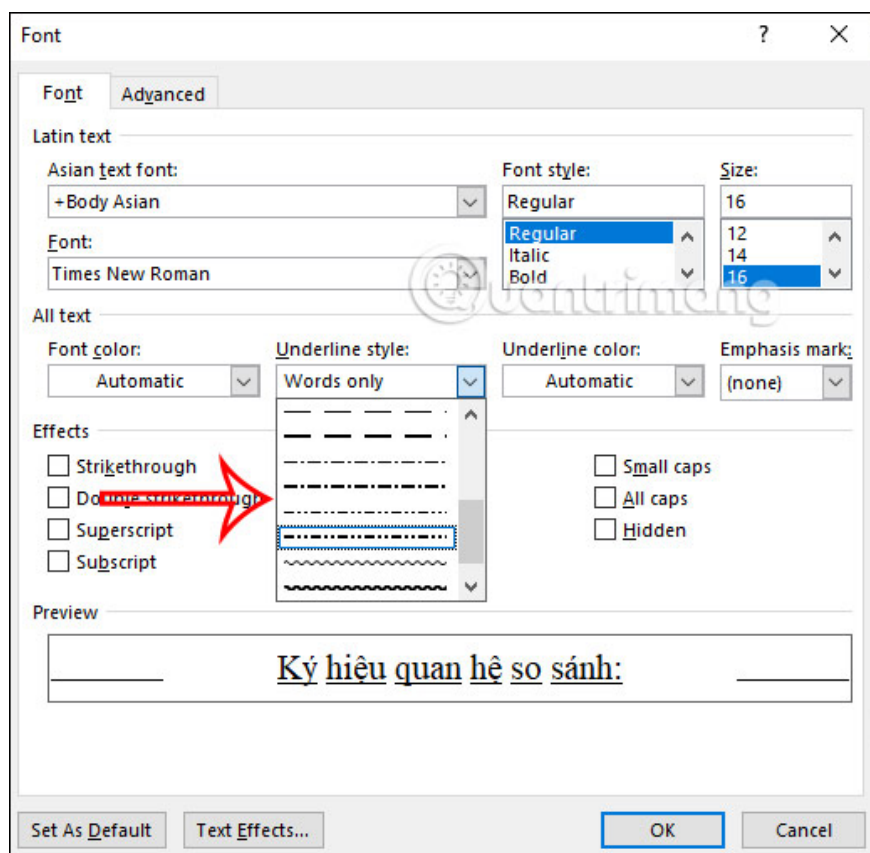 Font
Font Advanced
Latin text
Asian text font: Font style: Size:
+Body Asian Regular 16
Regular 12
Font: Italic 14
Times New Roman Bold 16
Quantrimang
All text
Font color: Underline style: Underline color: Emphasis mark:
Automatic Words only Automatic (none)
Effects
Strikethrough Small caps
Double strikethrough All caps
Superscript Hidden
Subscript
Preview
Ký hiệu quan hệ so sánh:
Set As Default Text Effects... OK Cancel